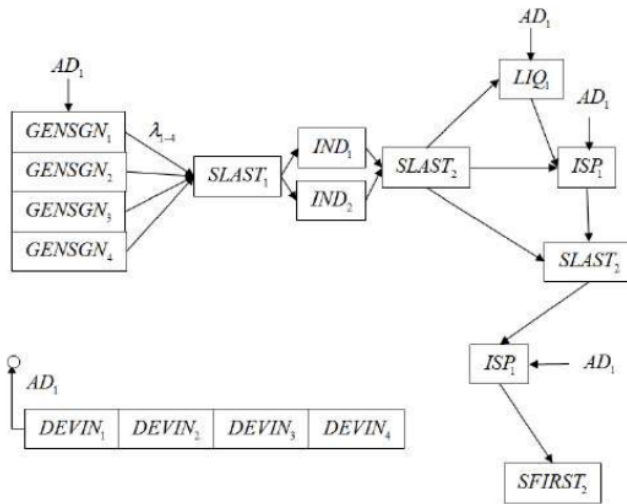 AD₁
LIQ₁
AD₁
AD₁
GENSGN₁
λ₁₋₄
GENSGN₂
GENSGN₃
GENSGN₄
SLAST₁
IND₁
IND₂
SLAST₂
ISP₁
SLAST₂
ISP₁
AD₁
AD₁
DEVIN₁ DEVIN₂ DEVIN₃ DEVIN₄
SFIRST₂